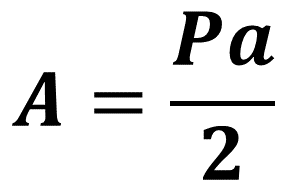 A = Pa/2